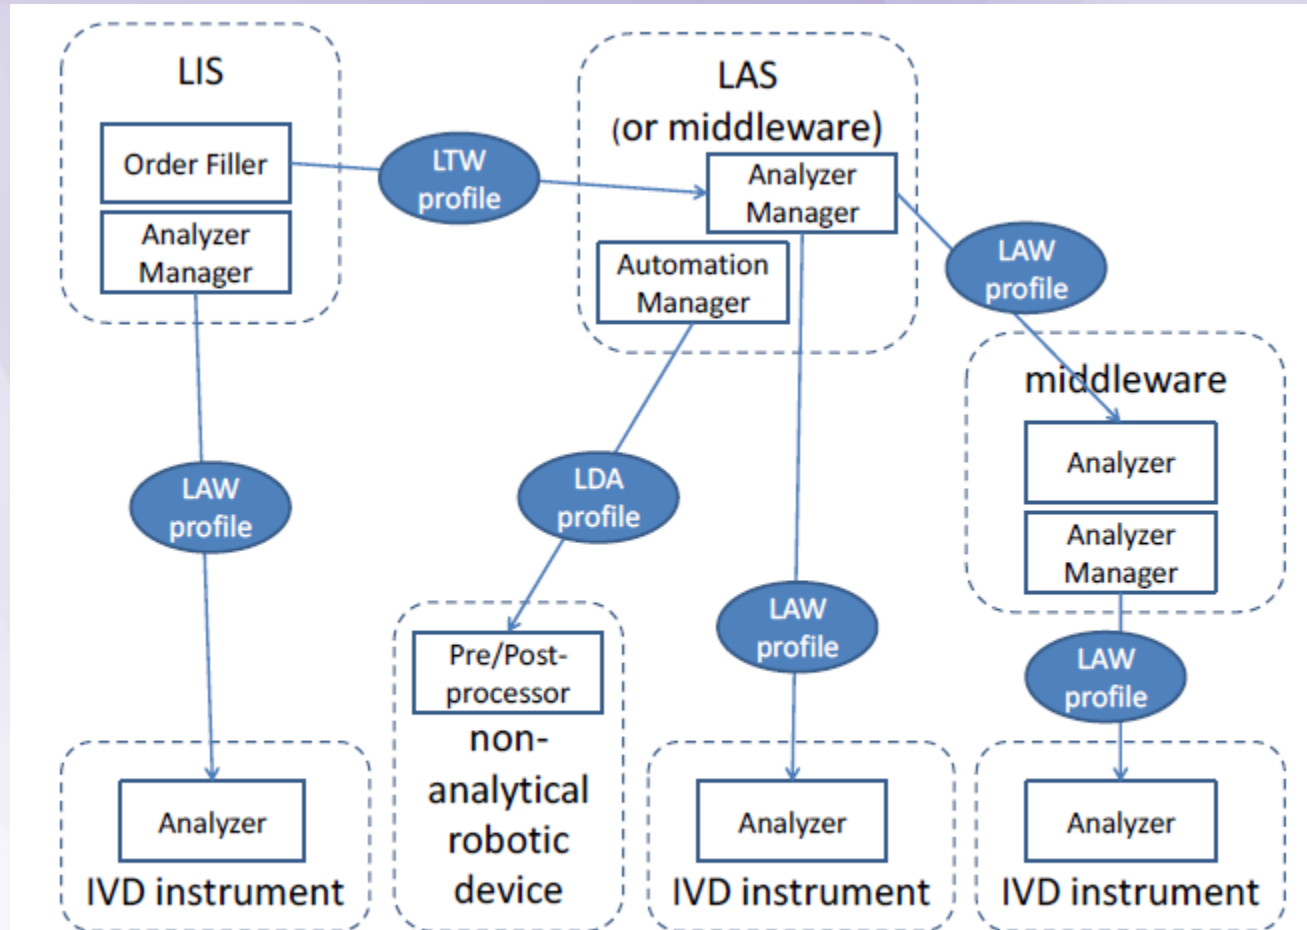 LIS
Order Filler
Analyzer
Manager
LTW
profile
LAS
(or middleware)
Analyzer
Manager
Automation
Manager
LAW
profile
middleware
Analyzer
Analyzer
Manager
LAW
profile
LDA
profile
LAW
profile
LAW
profile
Analyzer
IVD instrument
Pre/Post-
processor
non-
analytical
robotic
device
Analyzer
IVD instrument
Analyzer
IVD instrument